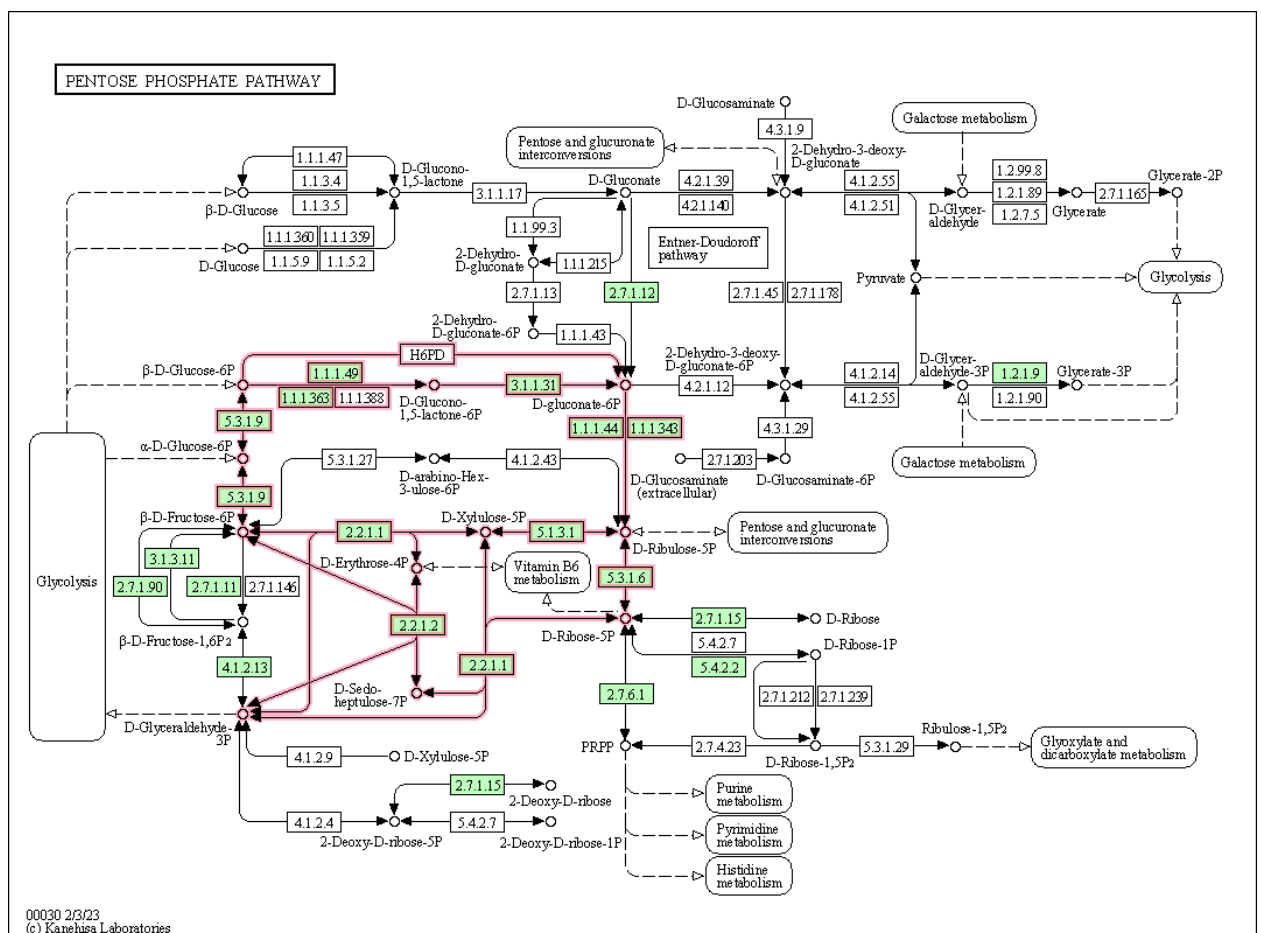 PENTOSE PHOSPHATE PATHWAY
D-Glucosaminate
4.3.1.9
Galactose metabolism
Pentose and glucuronate
interconversions
2-Dehydro-3-deoxy-
D-gluconate
1.1.1.47
D-Glucono-
1,5-lactone
1.1.3.4
1.1.3.5
β-D-Glucose
3.1.1.17
D-Gluconate
4.2.1.39
4.2.1.140
4.1.2.55
4.1.2.51
D-Glycer-
aldehyde
1.2.99.8
1.2.1.89
1.2.7.5
Glycerate
2.7.1.165
Glycerate-2P
1.1.1.360
1.1.1.359
1.1.5.9
1.1.5.2
D-Glucose
1.1.99.3
2-Dehydro-
D-gluconate
1.1.1.215
Entner-Doudoroff
pathway
Pyruvate
Glycolysis
2.7.1.13
2.7.1.12
2.7.1.45
2.7.1.178
2-Dehydro-
D-gluconate-6P
1.1.1.43
H6PD
β-D-Glucose-6P
1.1.1.49
1.1.1.363
1.1.1.388
D-Glucono-
1,5-lactone-6P
3.1.1.31
D-gluconate-6P
2-Dehydro-3-deoxy-
D-gluconate-6P
4.2.1.12
4.1.2.14
4.1.2.55
D-Glycer-
aldehyde-3P
1.2.1.9
1.2.1.90
Glycerate-3P
5.3.1.9
1.1.1.44
1.1.1.343
4.3.1.29
Galactose metabolism
α-D-Glucose-6P
5.3.1.27
D-arabino-Hex-
3-ulose-6P
4.1.2.43
2.7.1.203
D-Glucosaminate
(extracellular)
D-Glucosaminate-6P
5.3.1.9
β-D-Fructose-6P
2.2.1.1
D-Xylulose-5P
5.1.3.1
D-Ribulose-5P
Pentose and glucuronate
interconversions
Glycolysis
3.1.3.11
2.7.1.90
2.7.1.11
2.7.1.146
D-Erythrose-4P
Vitamin B6
metabolism
5.3.1.6
β-D-Fructose-1,6P2
2.2.1.2
D-Ribose-5P
2.7.1.15
D-Ribose
5.4.2.7
5.4.2.2
D-Ribose-1P
4.1.2.13
2.2.1.1
D-Sedo-
heptulose-7P
2.7.6.1
2.7.1.212
2.7.1.239
D-Glyceraldehyde-
3P
4.1.2.9
D-Xylulose-5P
PRPP
2.7.4.23
D-Ribose-1,5P2
5.3.1.29
Ribulose-1,5P2
Glyoxylate and
dicarboxylate metabolism
2.7.1.15
2-Deoxy-D-ribose
Purine
metabolism
4.1.2.4
2-Deoxy-D-ribose-5P
5.4.2.7
2-Deoxy-D-ribose-1P
Pyrimidine
metabolism
Histidine
metabolism
00030 2/3/23
(c) Kanehisa Laboratories